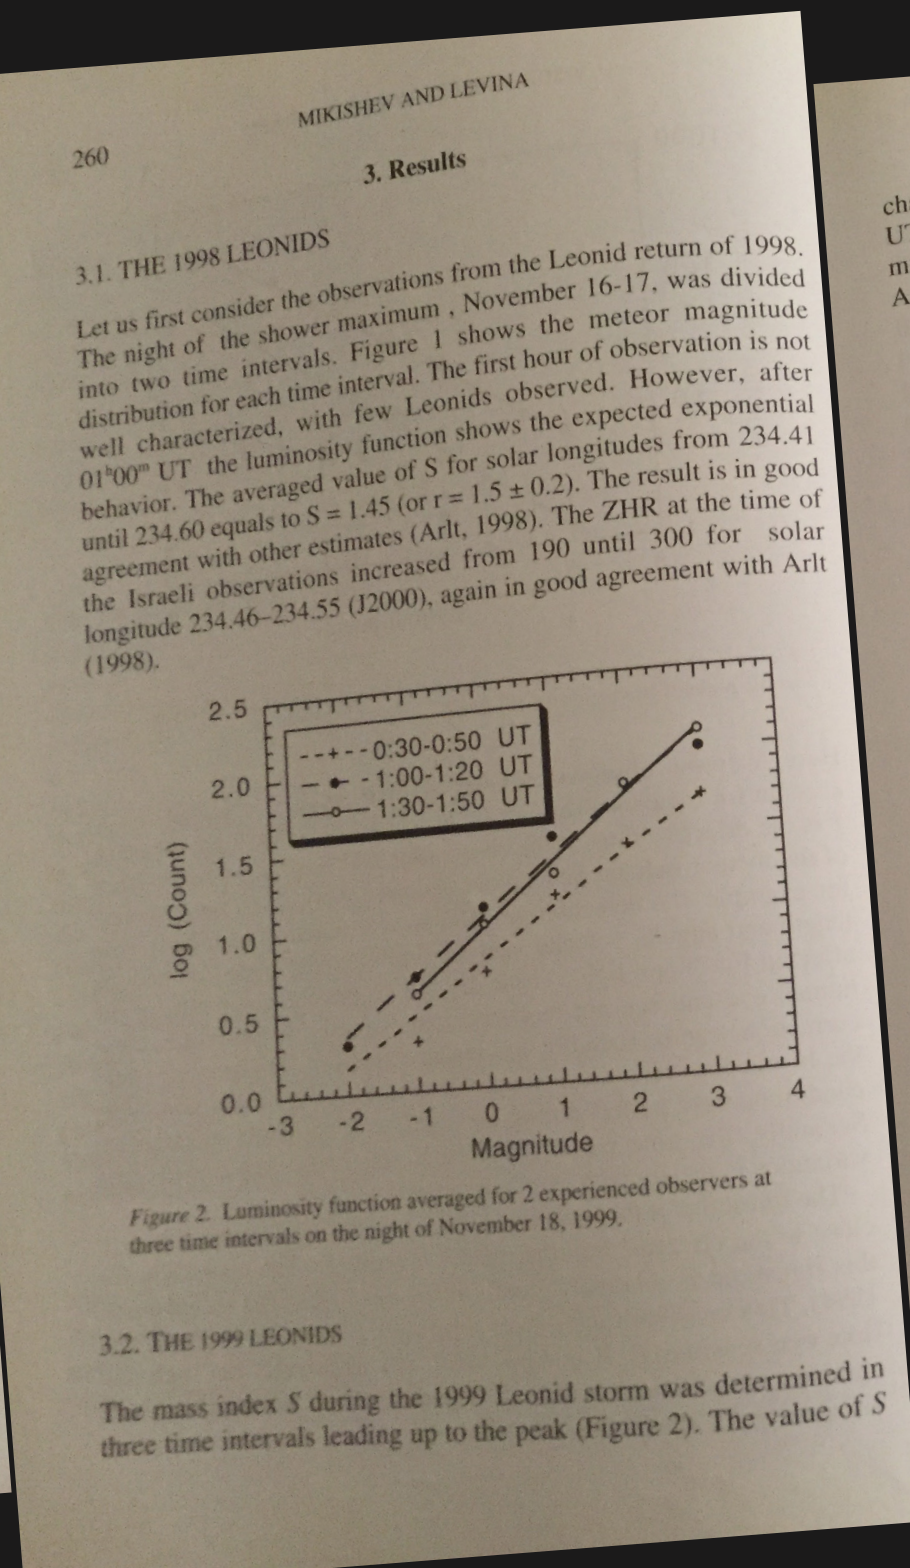 MIKISHEV AND LEVINA
260
3. Results
3.1. THE 1998 LEONIDS
Let us first consider the observations from the Leonid return of 1998.
The night of the shower maximum , November 16-17, was divided
into two time intervals. Figure 1 shows the meteor magnitude
distribution for each time interval. The first hour of observation is not
well characterized, with few Leonids observed. However, after
01ʰ00ᵐ UT the luminosity function shows the expected exponential
behavior. The averaged value of S for solar longitudes from 234.41
until 234.60 equals to S = 1.45 (or r = 1.5 ± 0.2). The result is in good
agreement with other estimates (Arlt, 1998). The ZHR at the time of
the Israeli observations increased from 190 until 300 for solar
longitude 234.46–234.55 (J2000), again in good agreement with Arlt
(1998).
2.5
2.0
1.5
1.0
0.5
0.0
log (Count)
0:30-0:50 UT
1:00-1:20 UT
1:30-1:50 UT
-3 -2 -1 0 1 2 3 4
Magnitude
Figure 2. Luminosity function averaged for 2 experienced observers at
three time intervals on the night of November 18, 1999.
3.2. THE 1999 LEONIDS
The mass index S during the 1999 Leonid storm was determined in
three time intervals leading up to the peak (Figure 2). The value of S
ch
m
A